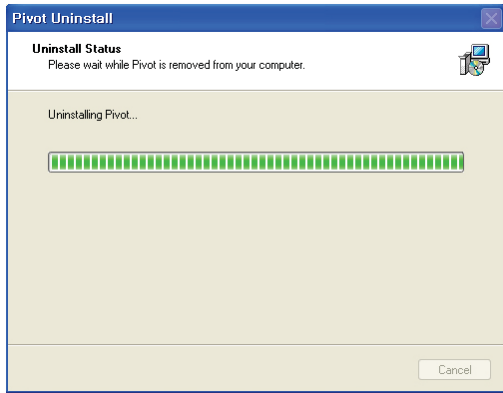 Pivot Uninstall
Uninstall Status
Please wait while Pivot is removed from your computer.
Uninstalling Pivot...
Cancel